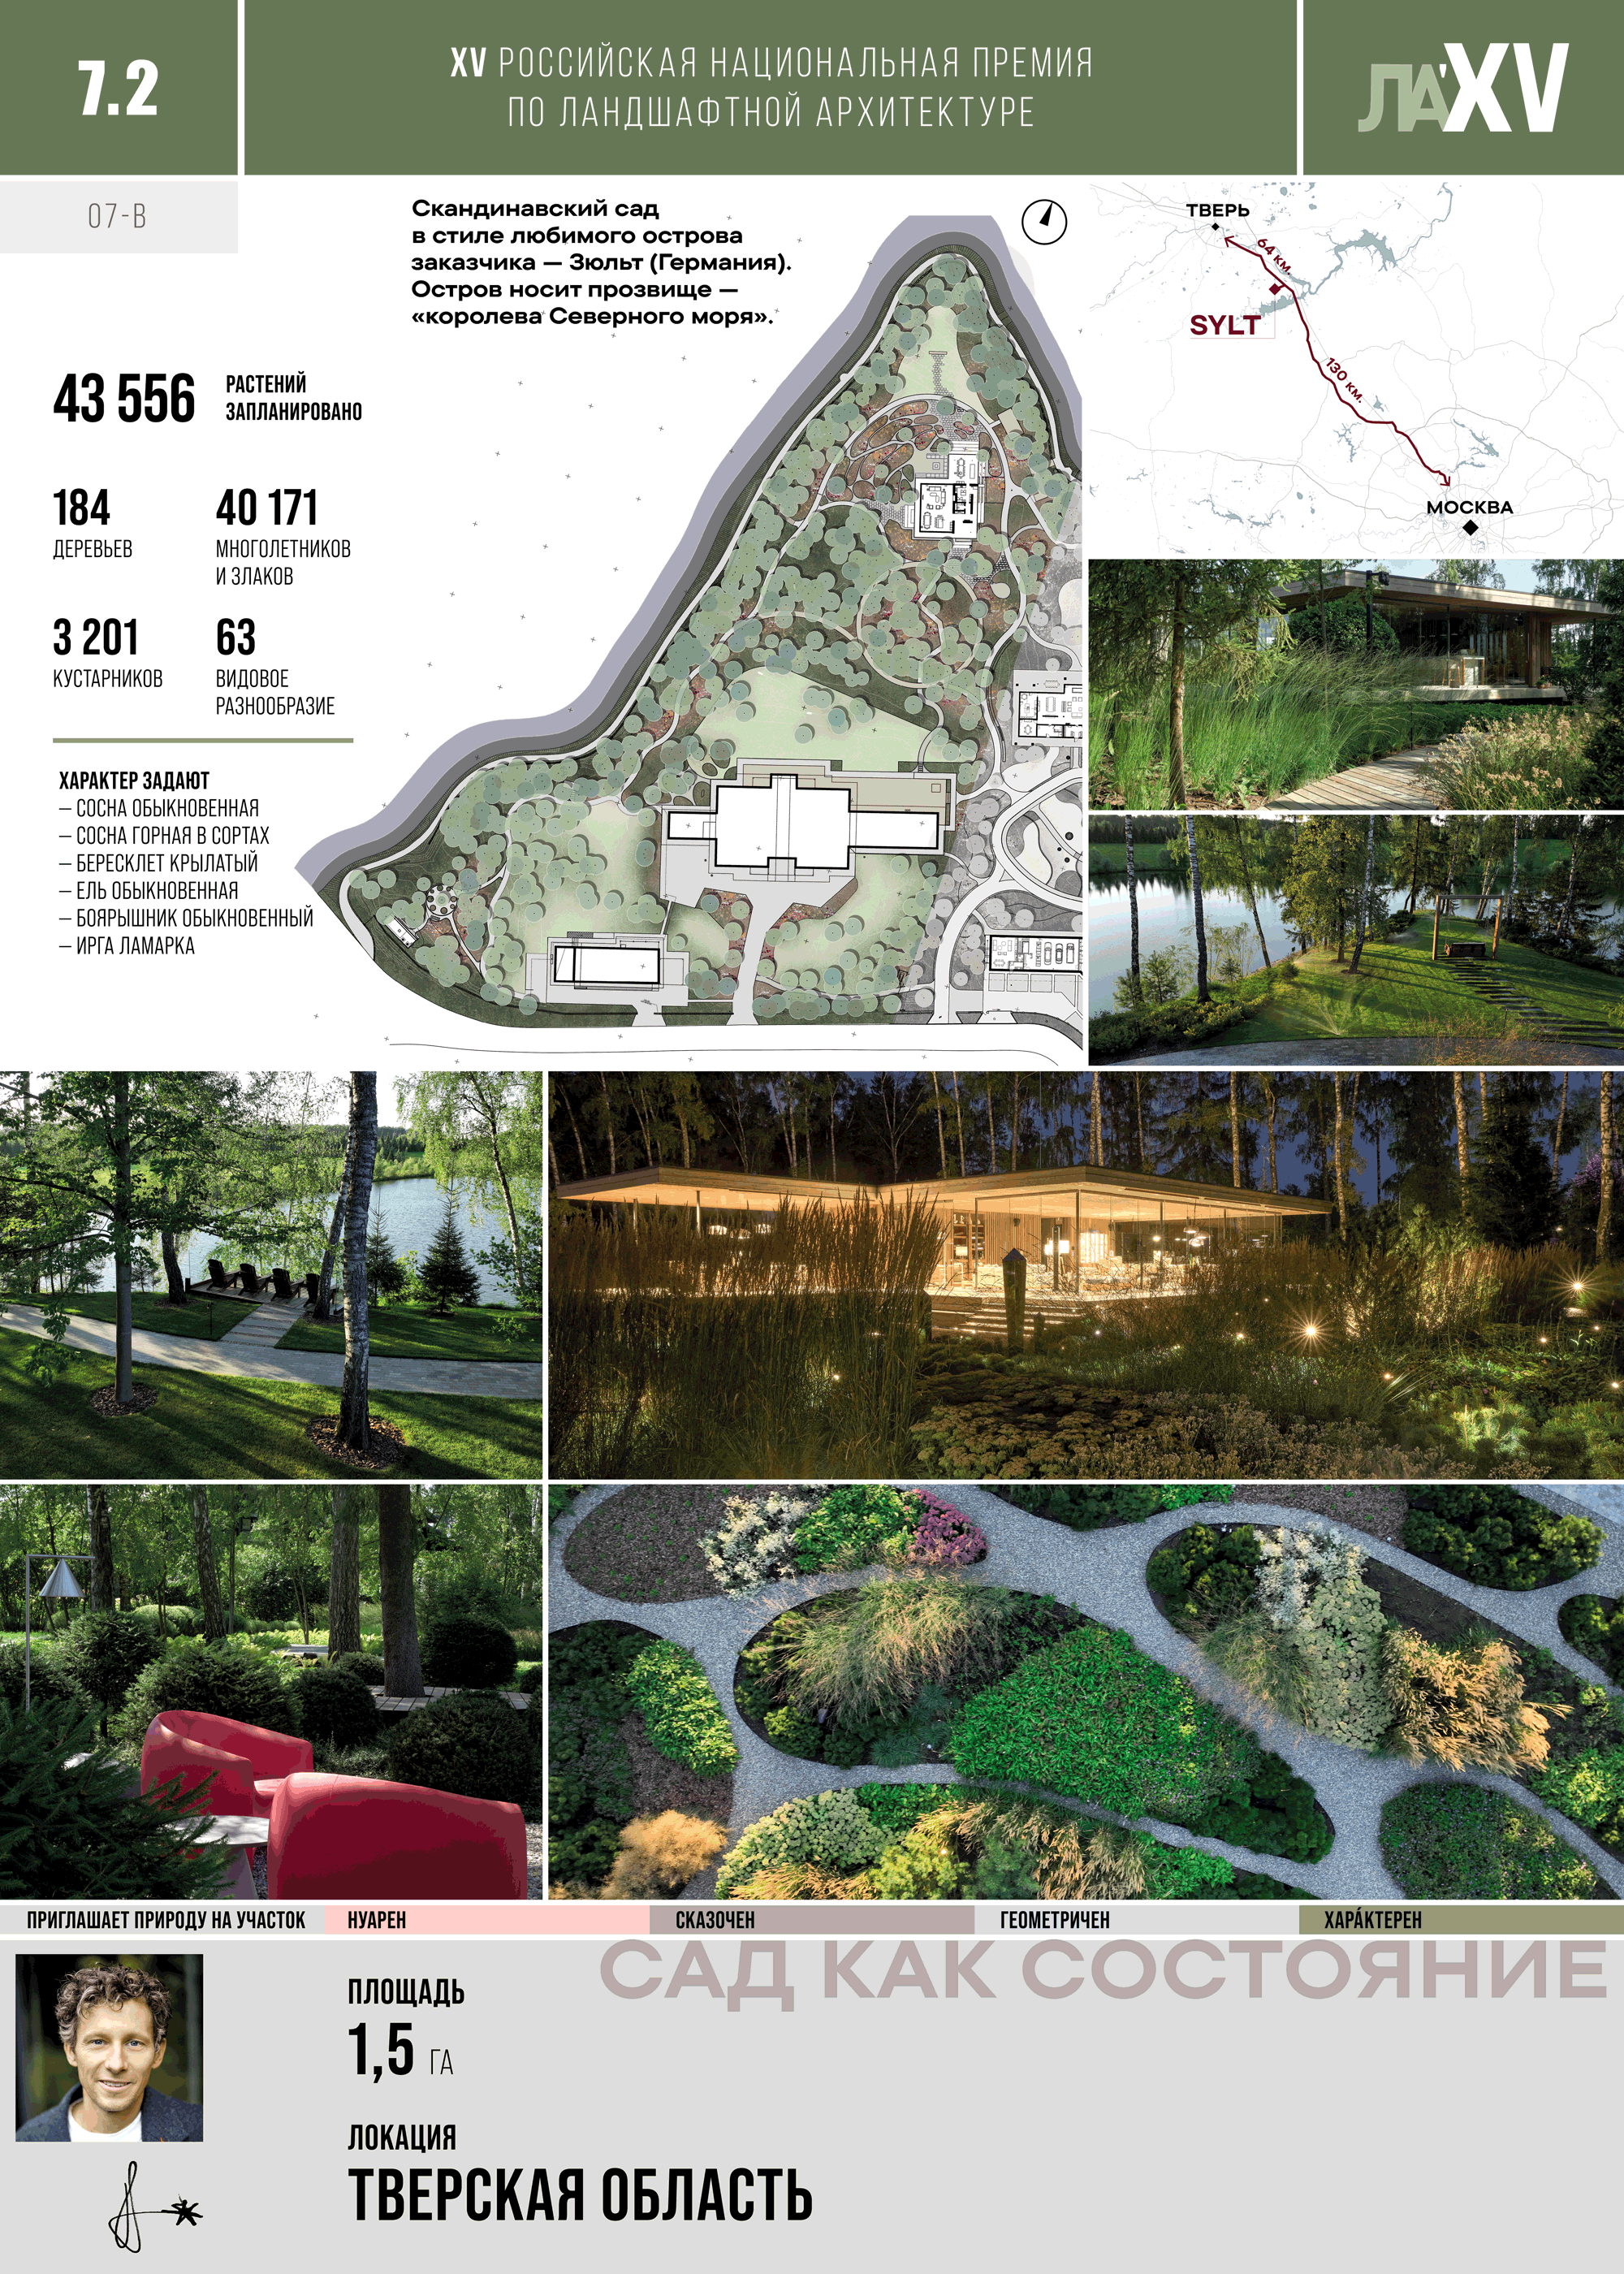 7.2
XV РОССИЙСКАЯ НАЦИОНАЛЬНАЯ ПРЕМИЯ
ПО ЛАНДШАФТНОЙ АРХИТЕКТУРЕ
ЛА'XV
07-В
Скандинавский сад
в стиле любимого острова
заказчика — Зюльт (Германия).
Остров носит прозвище —
«королева Северного моря».
ТВЕРЬ
64 км.
SYLT
130 км.
МОСКВА
43 556
РАСТЕНИЙ
ЗАПЛАНИРОВАНО
184
ДЕРЕВЬЕВ
40 171
МНОГОЛЕТНИКОВ
И ЗЛАКОВ
3 201
КУСТАРНИКОВ
63
ВИДОВОЕ
РАЗНООБРАЗИЕ
ХАРАКТЕР ЗАДАЮТ
– СОСНА ОБЫКНОВЕННАЯ
– СОСНА ГОРНАЯ В СОРТАХ
– БЕРЕСКЛЕТ КРЫЛАТЫЙ
– ЕЛЬ ОБЫКНОВЕННАЯ
– БОЯРЫШНИК ОБЫКНОВЕННЫЙ
– ИРГА ЛАМАРКА
ПРИГЛАШАЕТ ПРИРОДУ НА УЧАСТОК
НУАРЕН
СКАЗОЧЕН
ГЕОМЕТРИЧЕН
ХАРА́КТЕРЕН
САД КАК СОСТОЯНИЕ
ПЛОЩАДЬ
1,5 ГА
ЛОКАЦИЯ
ТВЕРСКАЯ ОБЛАСТЬ